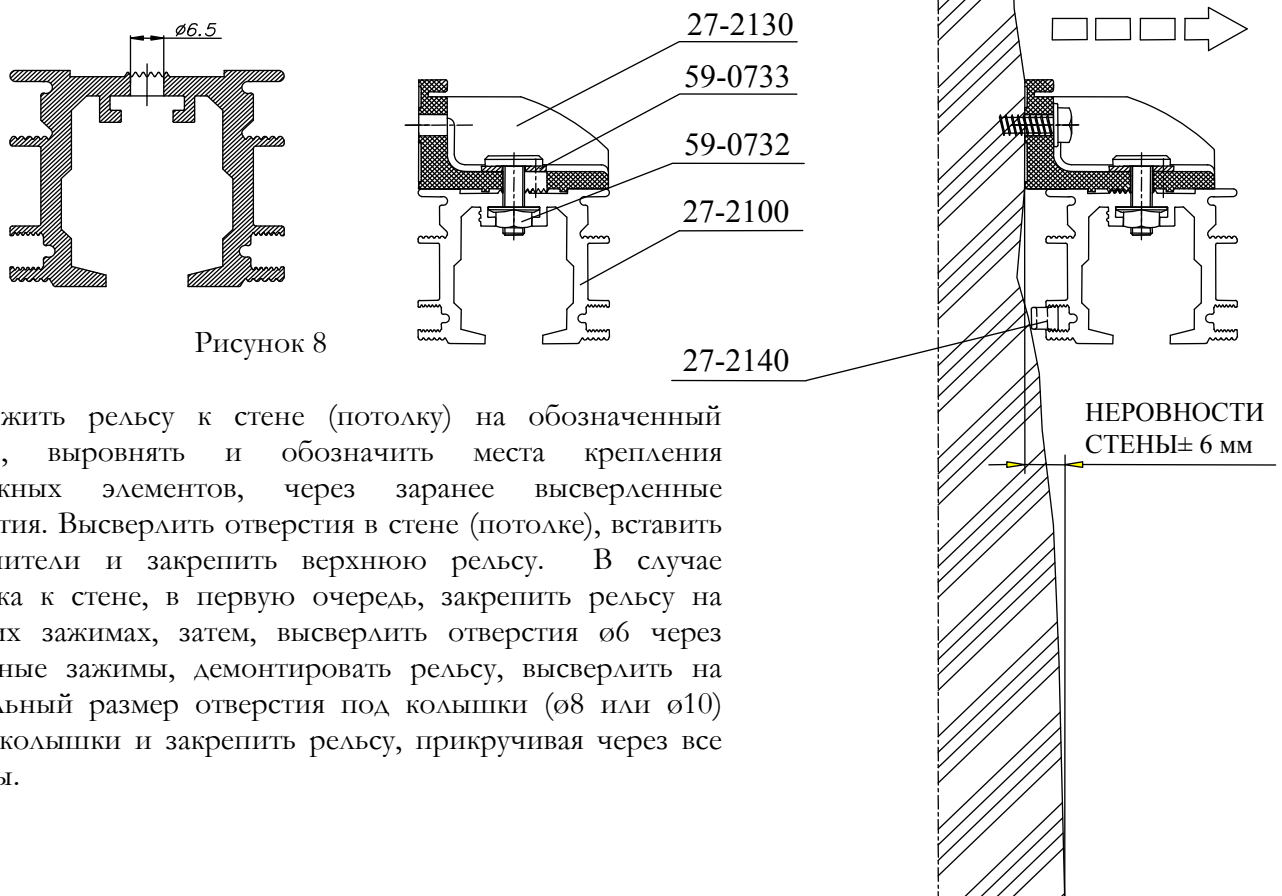 ø6.5
27-2130
59-0733
59-0732
27-2100
Рисунок 8
27-2140
НЕРОВНОСТИ
СТЕНЫ± 6 мм
жить рельсу к стене (потолку) на обозначенный
, выровнять и обозначить места крепления
жных элементов, через заранее высверленные
тия. Высверлить отверстия в стене (потолке), вставить
ители и закрепить верхнюю рельсу. В случае
ка к стене, в первую очередь, закрепить рельсу на
их зажимах, затем, высверлить отверстия ø6 через
ные зажимы, демонтировать рельсу, высверлить на
льный размер отверстия под колышки (ø8 или ø10)
колышки и закрепить рельсу, прикручивая через все
ы.